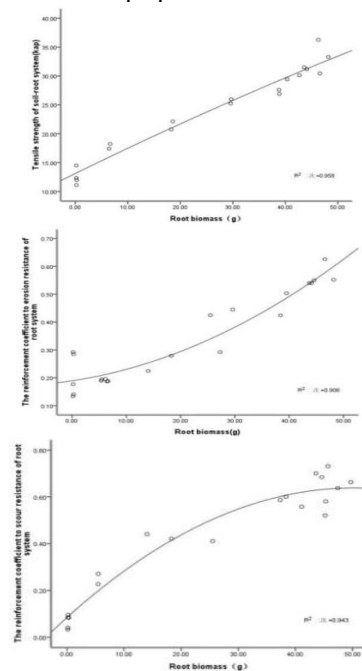 40.00
35.00
30.00
25.00
20.00
15.00
10.00
Tensile strength of soil-root system(kap)
R² =0.959
0.00 10.00 20.00 30.00 40.00 50.00
Root biomass（g）
0.70
0.60
0.50
0.40
0.30
0.20
0.10
The reinforcement coefficient to erosion resistance of
root system
R² =0.906
0.00 10.00 20.00 30.00 40.00 50.00
Root biomass(g)
0.80
0.60
0.40
0.20
0.00
The reinforcement coefficient to scour resistance of root
system
R² =0.943
0.00 10.00 20.00 30.00 40.00 50.00
Root biomass (g)